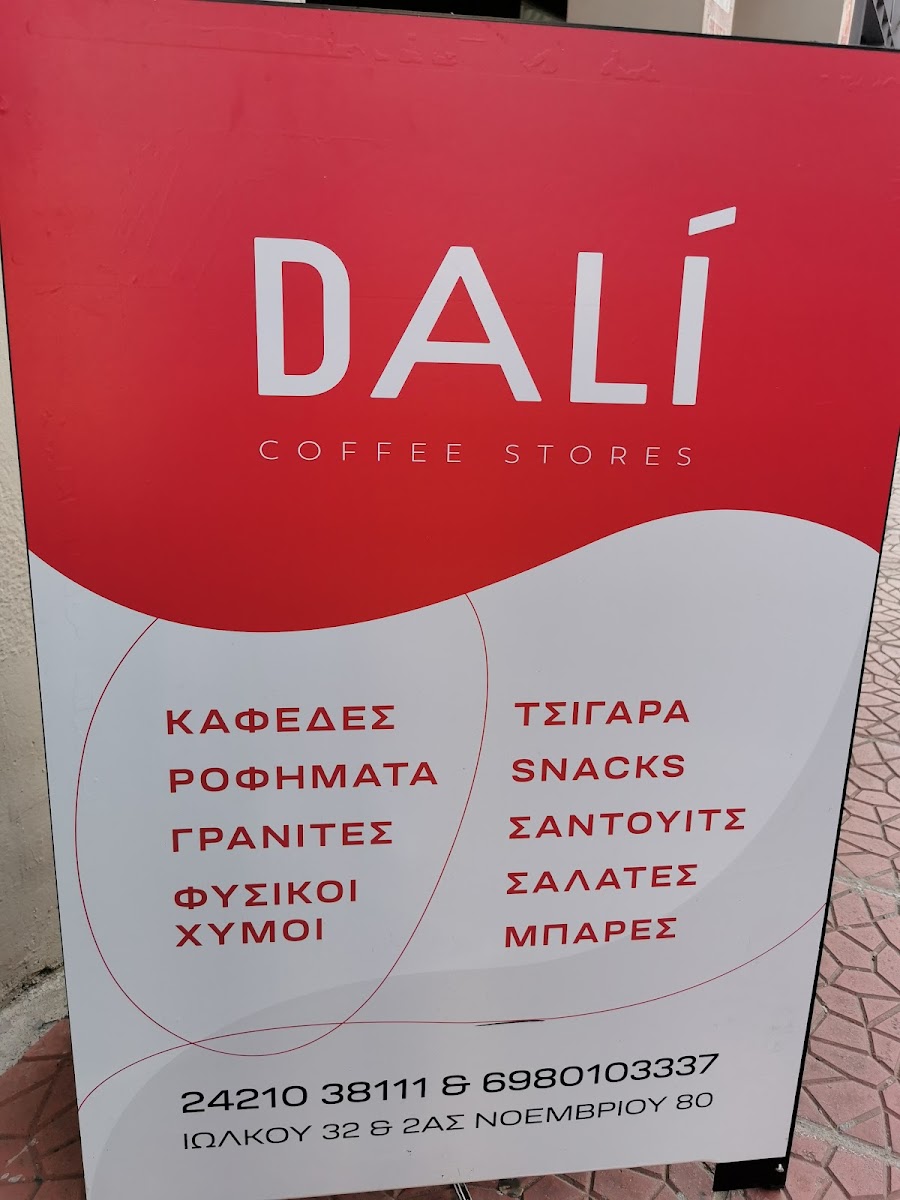 DALÍ
COFFEE STORES
ΚΑΦΕΔΕΣ
ΡΟΦΗΜΑΤΑ
ΓΡΑΝΙΤΕΣ
ΦΥΣΙΚΟΙ
ΧΥΜΟΙ
ΤΣΙΓΑΡΑ
SNACKS
ΣΑΝΤΟΥΙΤΣ
ΣΑΛΑΤΕΣ
ΜΠΑΡΕΣ
24210 38111 & 6980103337
ΙΩΛΚΟΥ 32 & 2ΑΣ ΝΟΕΜΒΡΙΟΥ 80